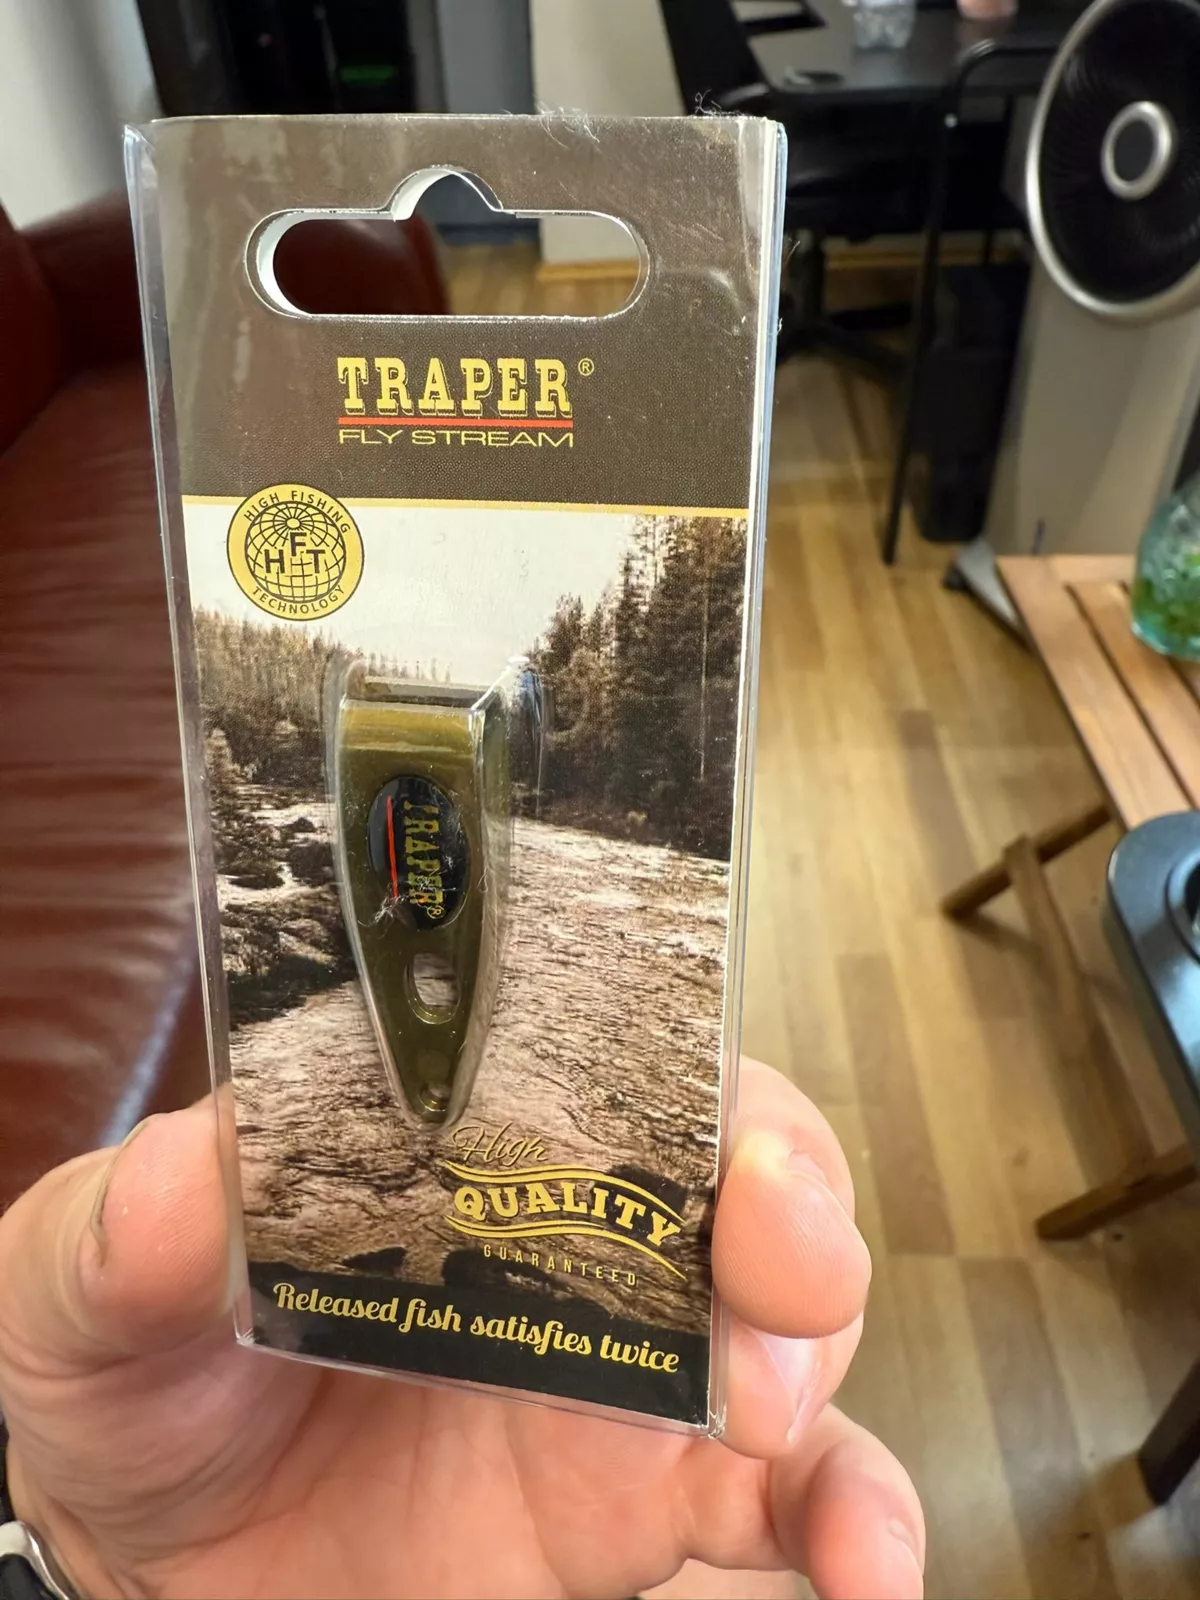 TRAPER®
FLY STREAM
HIGH FISHING
HFT
TECHNOLOGY
TRAPER®
High
QUALITY
GUARANTEED
Released fish satisfies twice